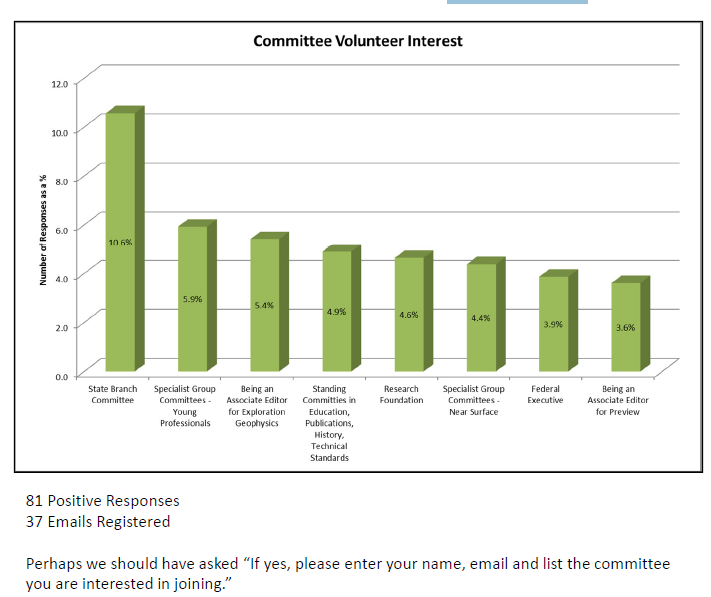 Committee Volunteer Interest
Number of Responses as a %
12.0
10.0
8.0
6.0
4.0
2.0
0.0
10.6%
5.9%
5.4%
4.9%
4.6%
4.4%
3.9%
3.6%
State Branch
Committee
Specialist Group
Committees -
Young
Professionals
Being an
Associate Editor
for Exploration
Geophysics
Standing
Committees in
Education,
Publications,
History,
Technical
Standards
Research
Foundation
Specialist Group
Committees -
Near Surface
Federal
Executive
Being an
Associate Editor
for Preview
81 Positive Responses
37 Emails Registered
Perhaps we should have asked “If yes, please enter your name, email and list the committee
you are interested in joining.”